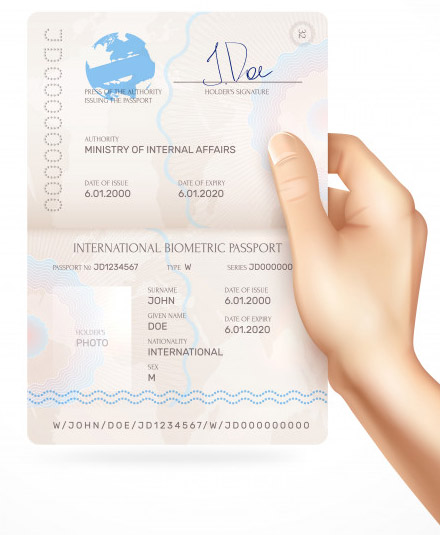 JD0000000000
32
J.Doe
PRESS OF THE AUTHORITY
ISSUING THE PASSPORT
HOLDER'S SIGNATURE
AUTHORITY
MINISTRY OF INTERNAL AFFAIRS
DATE OF ISSUE DATE OF EXPIRY
6.01.2000 6.01.2020
INTERNATIONAL BIOMETRIC PASSPORT
PASSPORT № JD1234567 TYPE W SERIES JD00000
SURNAME DATE OF ISSUE
JOHN 6.01.2000
GIVEN NAME DATE OF EXPIRY
DOE 6.01.2020
NATIONALITY
INTERNATIONAL
SEX
M
HOLDER'S
PHOTO
W/JOHN/DOE/JD1234567/W/JD000000000